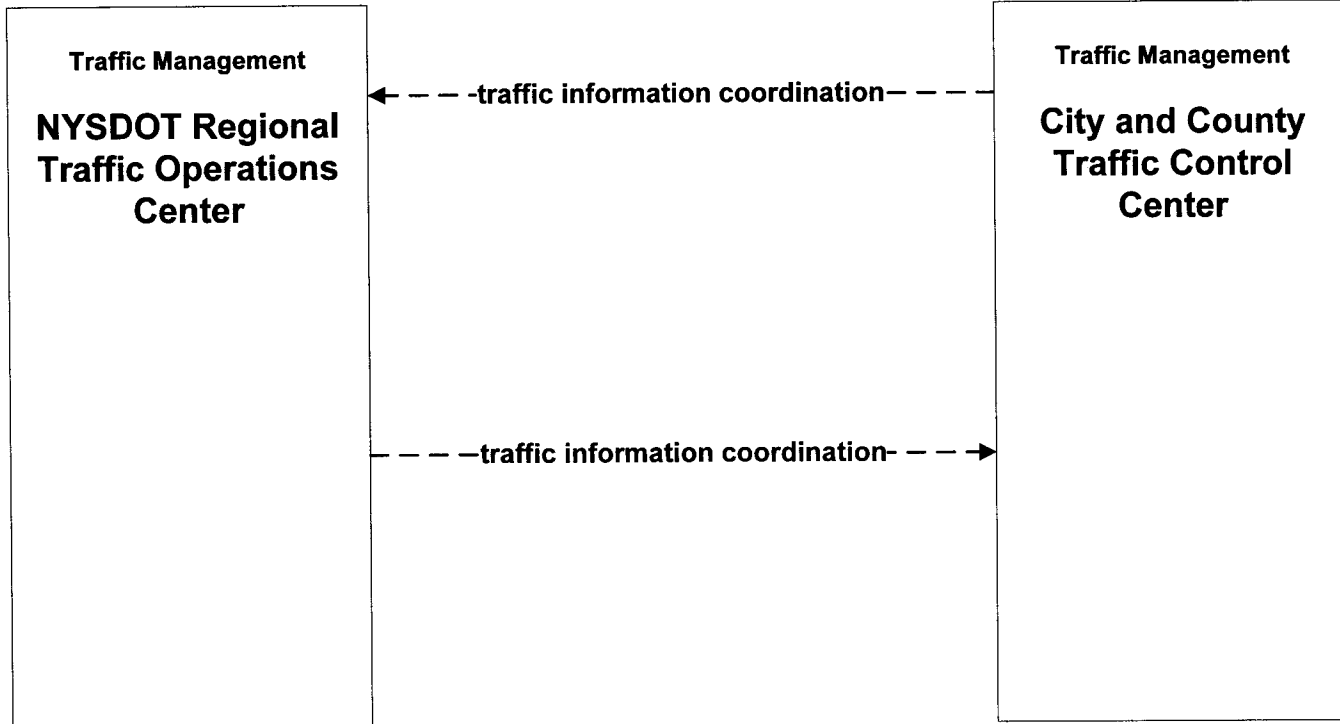 Traffic Management
NYSDOT Regional
Traffic Operations
Center
traffic information coordination
traffic information coordination
Traffic Management
City and County
Traffic Control
Center